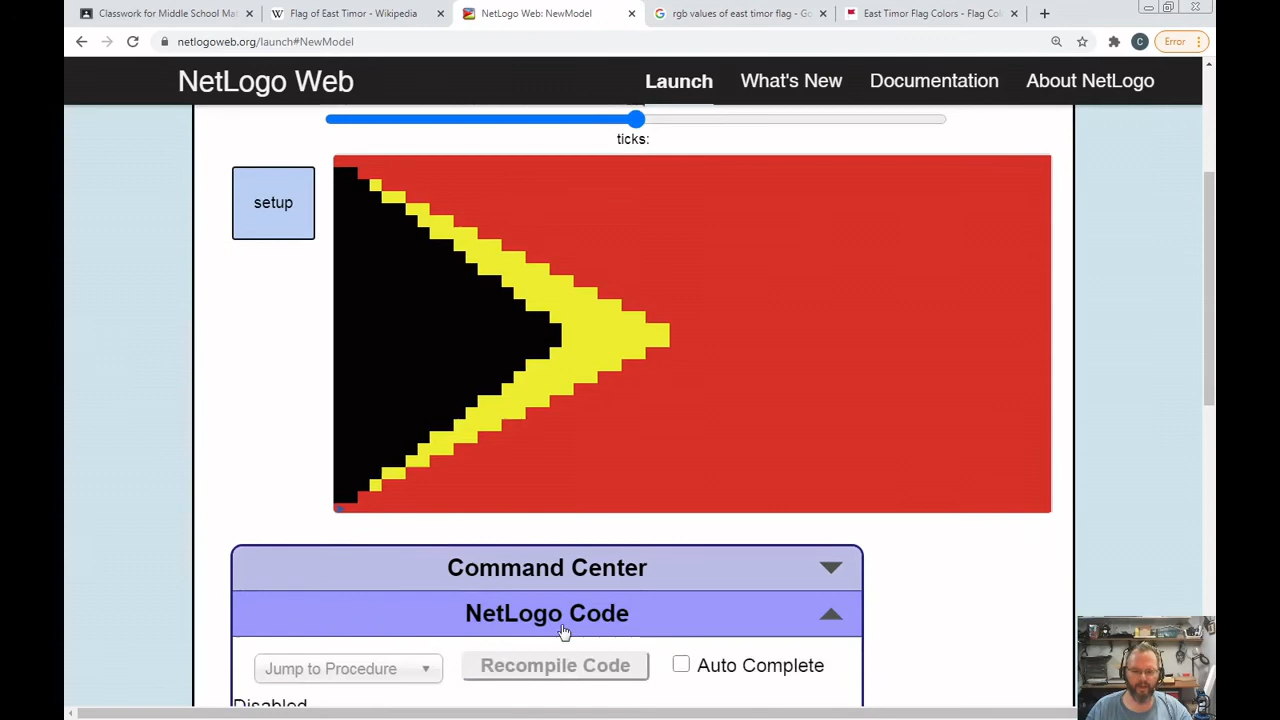 Classwork for Middle School Ma
Flag of East Timor - Wikipedia
NetLogo Web: NewModel
rgb values of east timor flag - Go
East Timor Flag Colors - Flag Col
netlogoweb.org/launch#NewModel
C
Error
NetLogo Web
Launch
What's New
Documentation
About NetLogo
ticks:
setup
Command Center
NetLogo Code
Jump to Procedure
Recompile Code
Auto Complete
Disabled